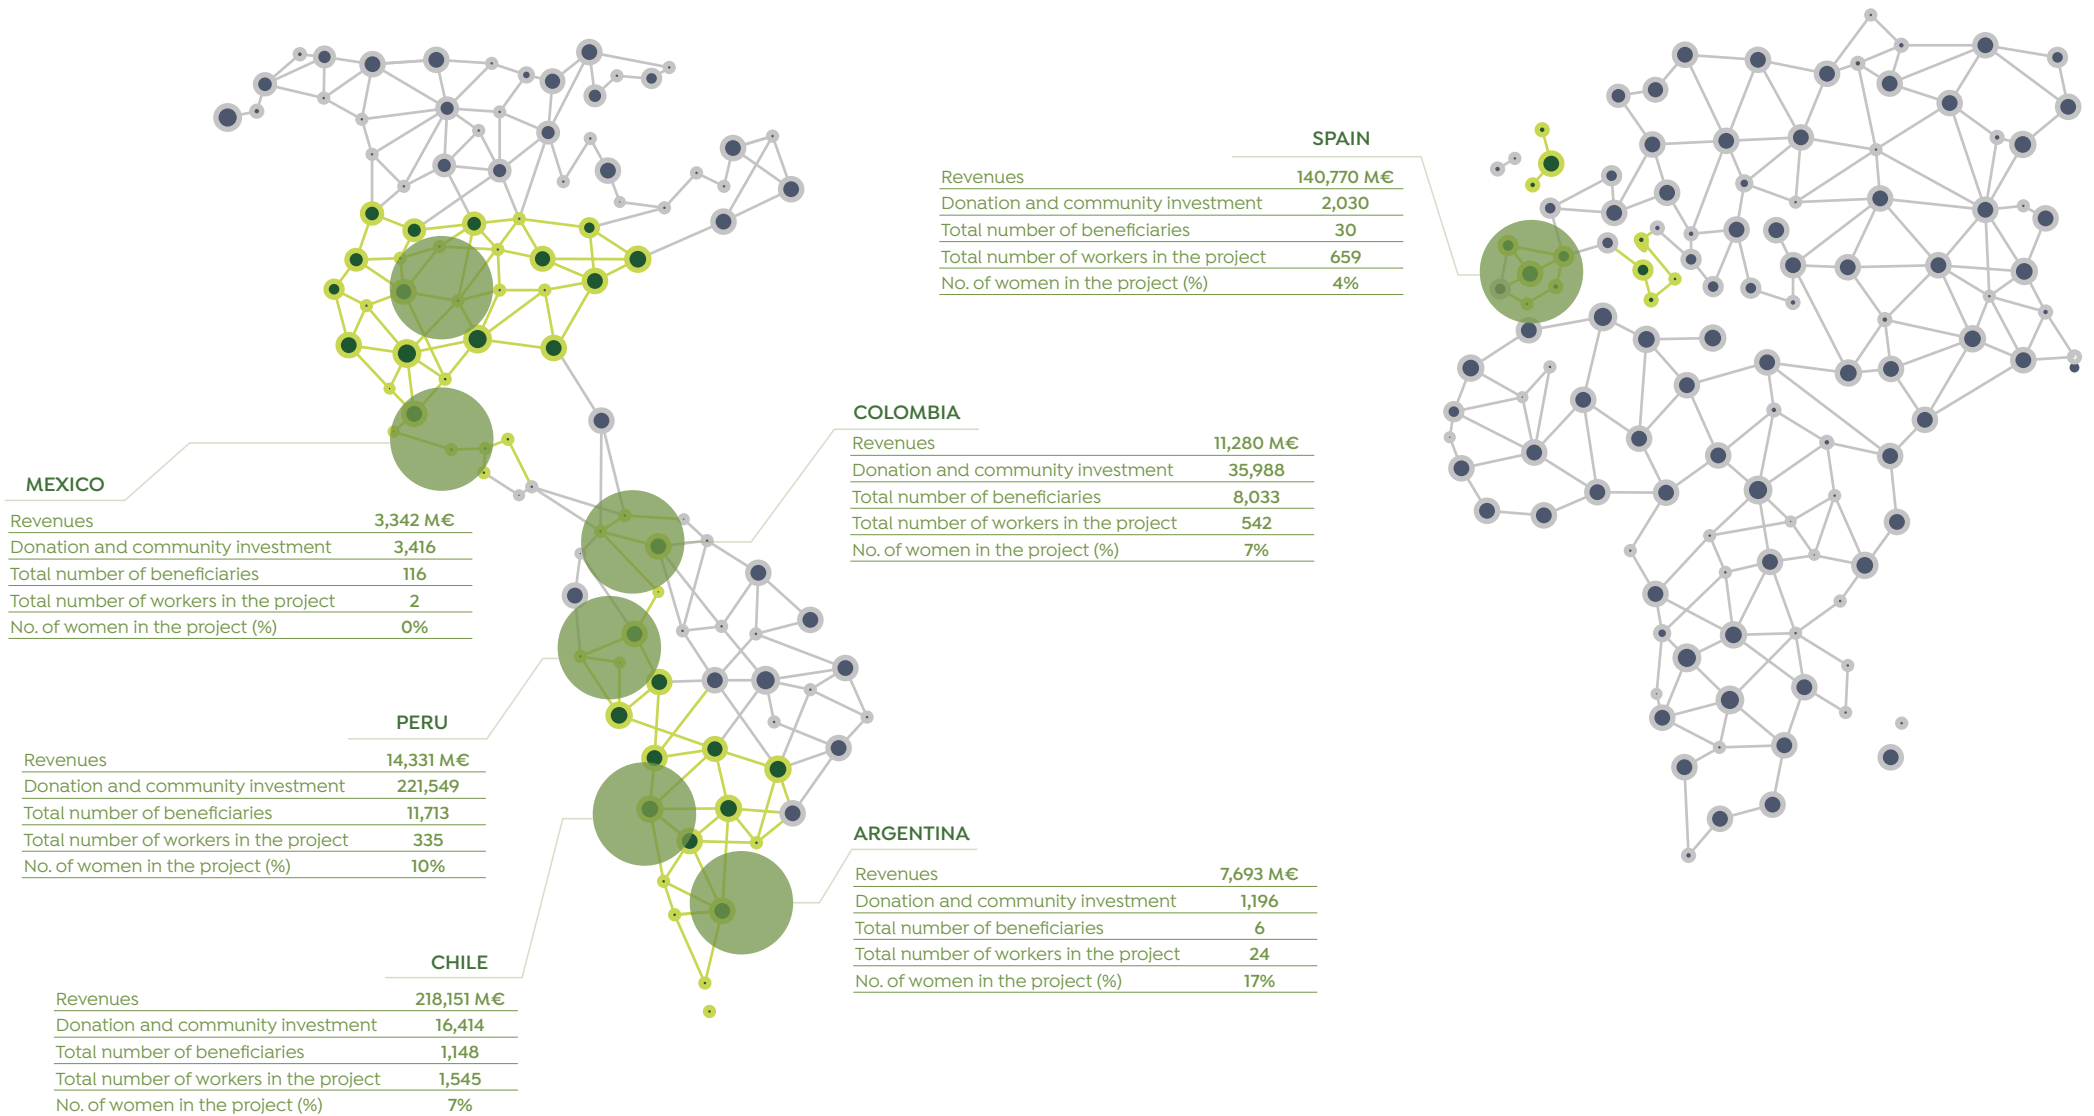 SPAIN
Revenues 140,770 M€
Donation and community investment 2,030
Total number of beneficiaries 30
Total number of workers in the project 659
No. of women in the project (%) 4%
COLOMBIA
Revenues 11,280 M€
Donation and community investment 35,988
Total number of beneficiaries 8,033
Total number of workers in the project 542
No. of women in the project (%) 7%
MEXICO
Revenues 3,342 M€
Donation and community investment 3,416
Total number of beneficiaries 116
Total number of workers in the project 2
No. of women in the project (%) 0%
PERU
Revenues 14,331 M€
Donation and community investment 221,549
Total number of beneficiaries 11,713
Total number of workers in the project 335
No. of women in the project (%) 10%
ARGENTINA
Revenues 7,693 M€
Donation and community investment 1,196
Total number of beneficiaries 6
Total number of workers in the project 24
No. of women in the project (%) 17%
CHILE
Revenues 218,151 M€
Donation and community investment 16,414
Total number of beneficiaries 1,148
Total number of workers in the project 1,545
No. of women in the project (%) 7%